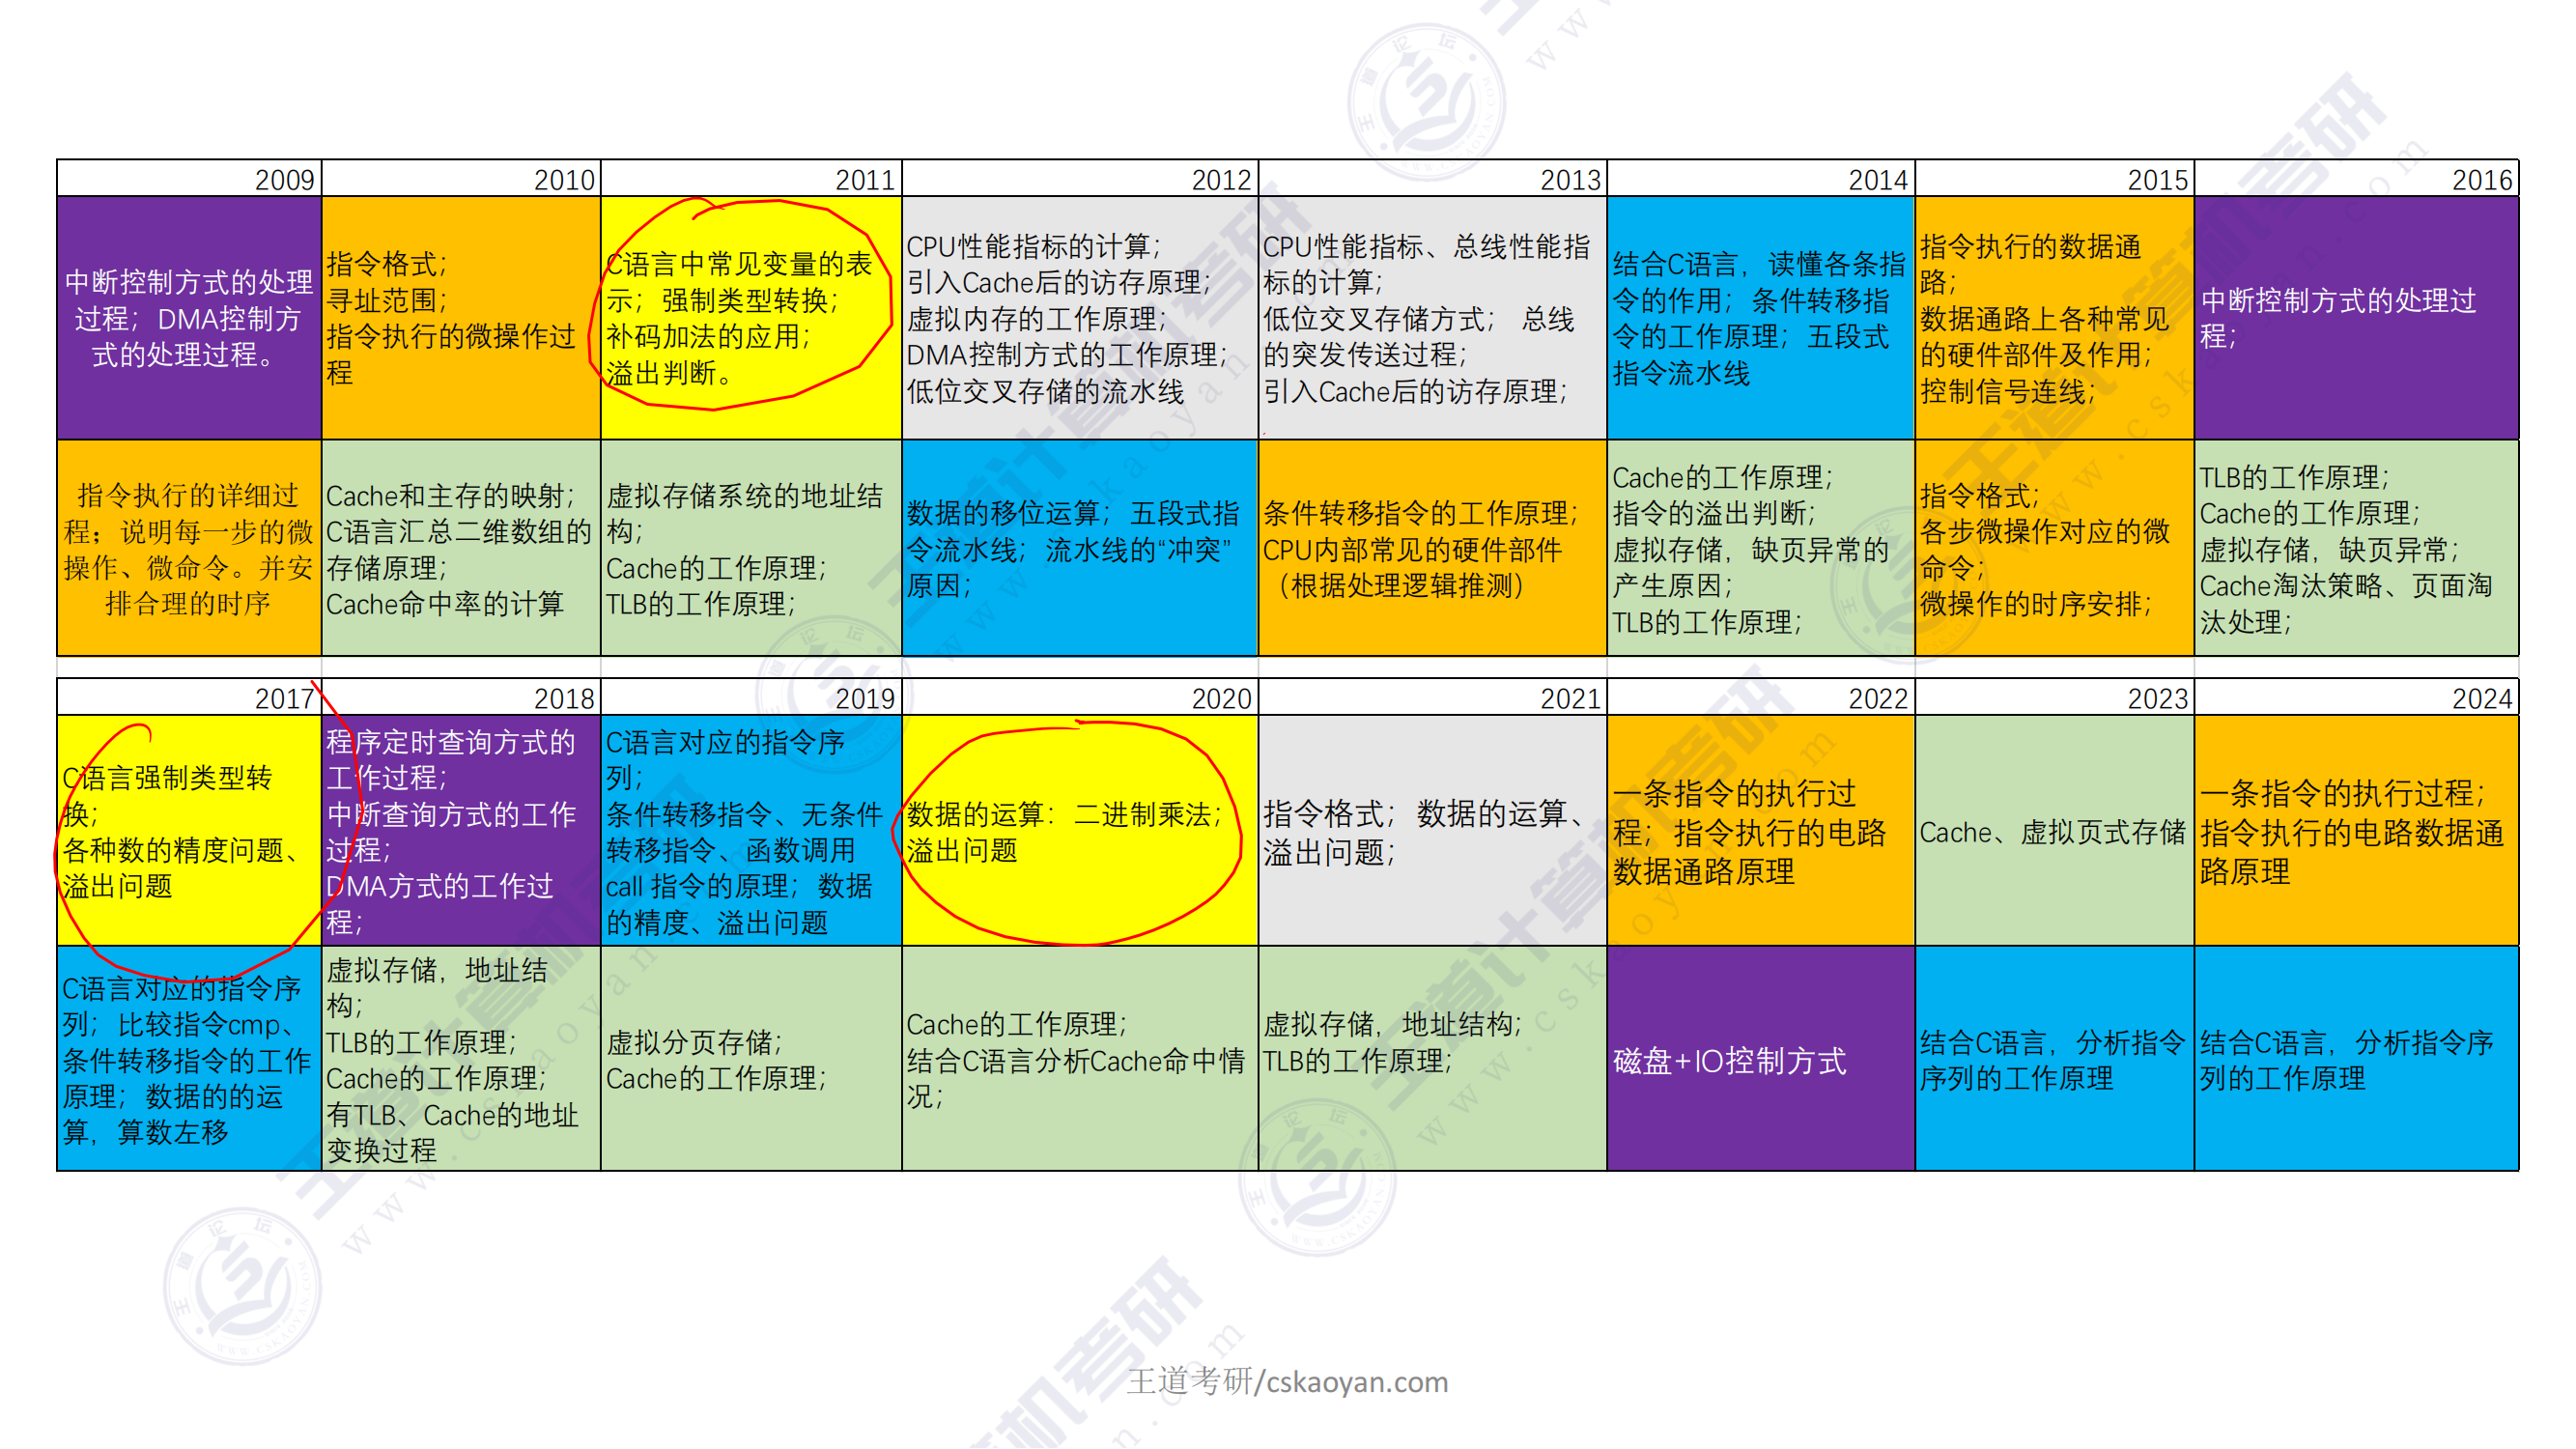 2009
2010
2011
2012
2013
2014
2015
2016
中断控制方式的处理
过程；DMA控制方
式的处理过程。
指令格式；
寻址范围；
指令执行的微操作过
程
C语言中常见变量的表
示；强制类型转换；
补码加法的应用；
溢出判断。
CPU性能指标的计算；
引入Cache后的访存原理；
虚拟内存的工作原理；
DMA控制方式的工作原理；
低位交叉存储的流水线
CPU性能指标、总线性能指
标的计算；
低位交叉存储方式； 总线
的突发传送过程；
引入Cache后的访存原理；
结合C语言，读懂各条指
令的作用；条件转移指
令的工作原理；五段式
指令流水线
指令执行的数据通
路；
数据通路上各种常见
的硬件部件及作用；
控制信号连线；
中断控制方式的处理过
程；
指令执行的详细过
程；说明每一步的微
操作、微命令。并安
排合理的时序
Cache和主存的映射；
C语言汇总二维数组的
存储原理；
Cache命中率的计算
虚拟存储系统的地址结
构；
Cache的工作原理；
TLB的工作原理；
数据的移位运算；五段式指
令流水线；流水线的“冲突”
原因；
条件转移指令的工作原理；
CPU内部常见的硬件部件
（根据处理逻辑推测）
Cache的工作原理；
指令的溢出判断；
虚拟存储，缺页异常的
产生原因；
TLB的工作原理；
指令格式；
各步微操作对应的微
命令；
微操作的时序安排；
TLB的工作原理；
Cache的工作原理；
虚拟存储，缺页异常；
Cache淘汰策略、页面淘
汰处理；
2017
2018
2019
2020
2021
2022
2023
2024
C语言强制类型转
换；
各种数的精度问题、
溢出问题
程序定时查询方式的
工作过程；
中断查询方式的工作
过程；
DMA方式的工作过
程；
C语言对应的指令序
列；
条件转移指令、无条件
转移指令、函数调用
call 指令的原理；数据
的精度、溢出问题
数据的运算：二进制乘法；
溢出问题
指令格式；数据的运算、
溢出问题；
一条指令的执行过
程；指令执行的电路
数据通路原理
Cache、虚拟页式存储
一条指令的执行过程；
指令执行的电路数据通
路原理
C语言对应的指令序
列；比较指令cmp、
条件转移指令的工作
原理；数据的的运
算，算数左移
虚拟存储，地址结
构；
TLB的工作原理；
Cache的工作原理；
有TLB、Cache的地址
变换过程
虚拟分页存储；
Cache的工作原理；
Cache的工作原理；
结合C语言分析Cache命中情
况；
虚拟存储，地址结构；
TLB的工作原理；
磁盘+IO控制方式
结合C语言，分析指令
序列的工作原理
结合C语言，分析指令序
列的工作原理
王道考研/cskaoyan.com
王道计算机考研
www.cskaoyan.com